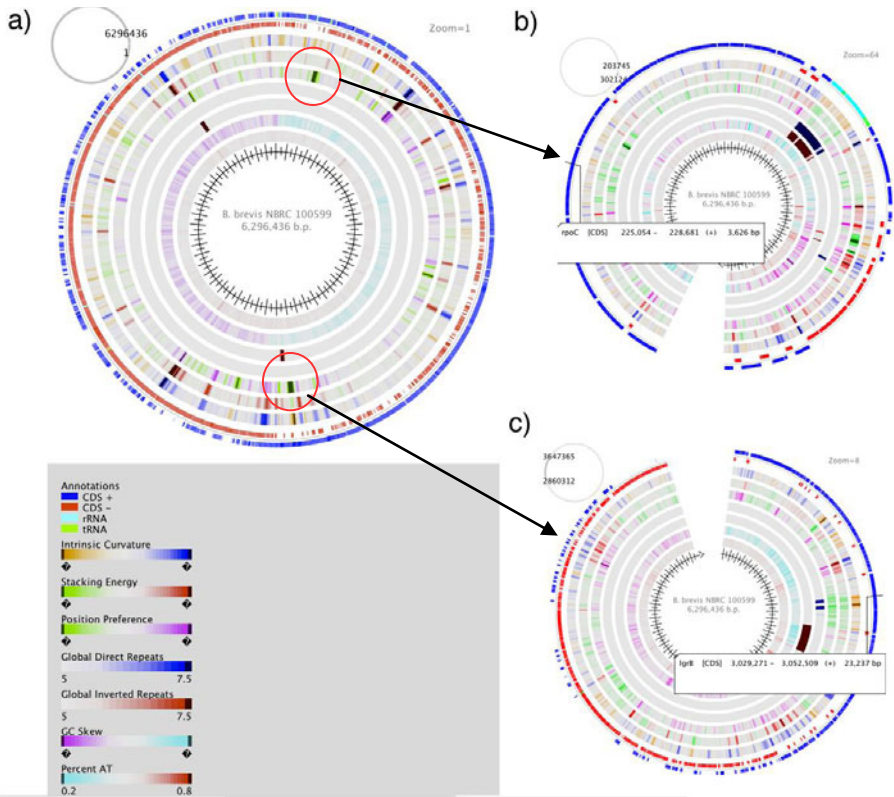 a)
6296436
1
Zoom=1
B. brevis NBRC 100599
6,296,436 b.p.
b)
203745
302124
Zoom=64
B. brevis NBRC 100599
6,296,436 b.p.
rpoC [CDS] 225,054 - 228,681 (+) 3,626 bp
c)
3647365
2860312
Zoom=8
B. brevis NBRC 100599
6,296,436 b.p.
lgrB [CDS] 3,029,271 - 3,052,509 (+) 23,237 bp
Annotations
CDS +
CDS -
rRNA
tRNA
Intrinsic Curvature
� �
Stacking Energy
� �
Position Preference
� �
Global Direct Repeats
5 7.5
Global Inverted Repeats
5 7.5
GC Skew
� �
Percent AT
0.2 0.8